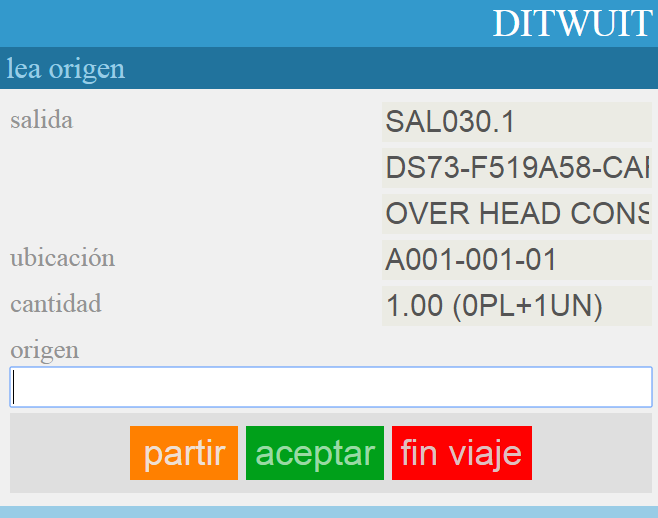 DITWUIT
lea origen
salida SAL030.1
DS73-F519A58-CAF
OVER HEAD CONS
ubicación A001-001-01
cantidad 1.00 (0PL+1UN)
origen
partir aceptar fin viaje